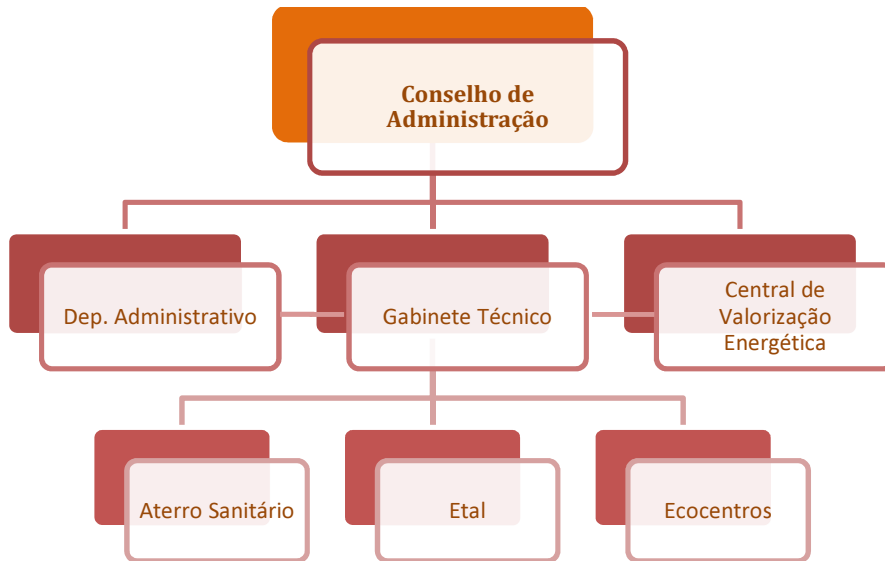 Conselho de
Administração
Dep. Administrativo
Gabinete Técnico
Central de
Valorização
Energética
Aterro Sanitário
Etal
Ecocentros